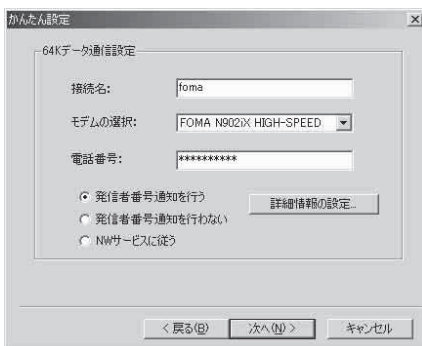 かんたん設定
64Kデータ通信設定
接続名: foma
モデムの選択: FOMA N902iX HIGH-SPEED
電話番号: **********
発信者番号通知を行う
詳細情報の設定...
発信者番号通知を行わない
NWサービスに従う
< 戻る(B) 次へ(N) > キャンセル